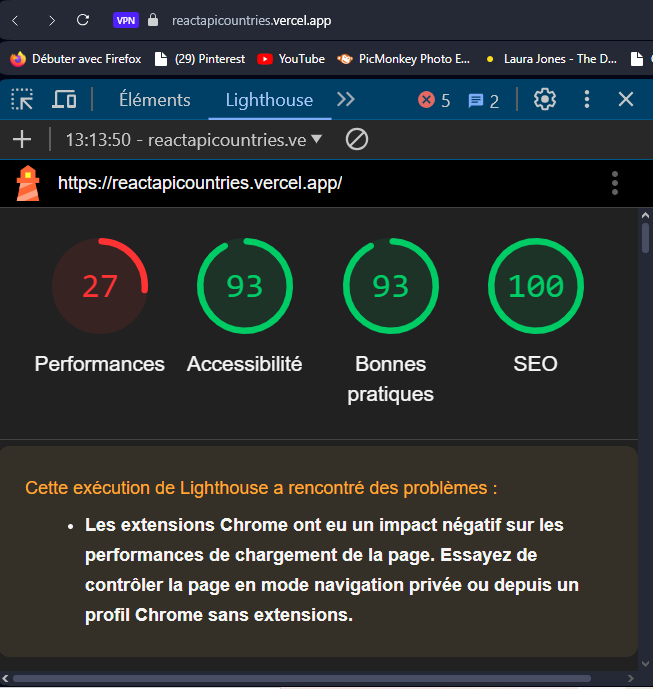 VPN reactapicountries.vercel.app
Débuter avec Firefox (29) Pinterest YouTube PicMonkey Photo E... Laura Jones - The D...
Éléments Lighthouse 5 2
13:13:50 - reactapicountries.ve
https://reactapicountries.vercel.app/
27 93 93 100
Performances Accessibilité Bonnes pratiques SEO
Cette exécution de Lighthouse a rencontré des problèmes :
Les extensions Chrome ont eu un impact négatif sur les
performances de chargement de la page. Essayez de
contrôler la page en mode navigation privée ou depuis un
profil Chrome sans extensions.